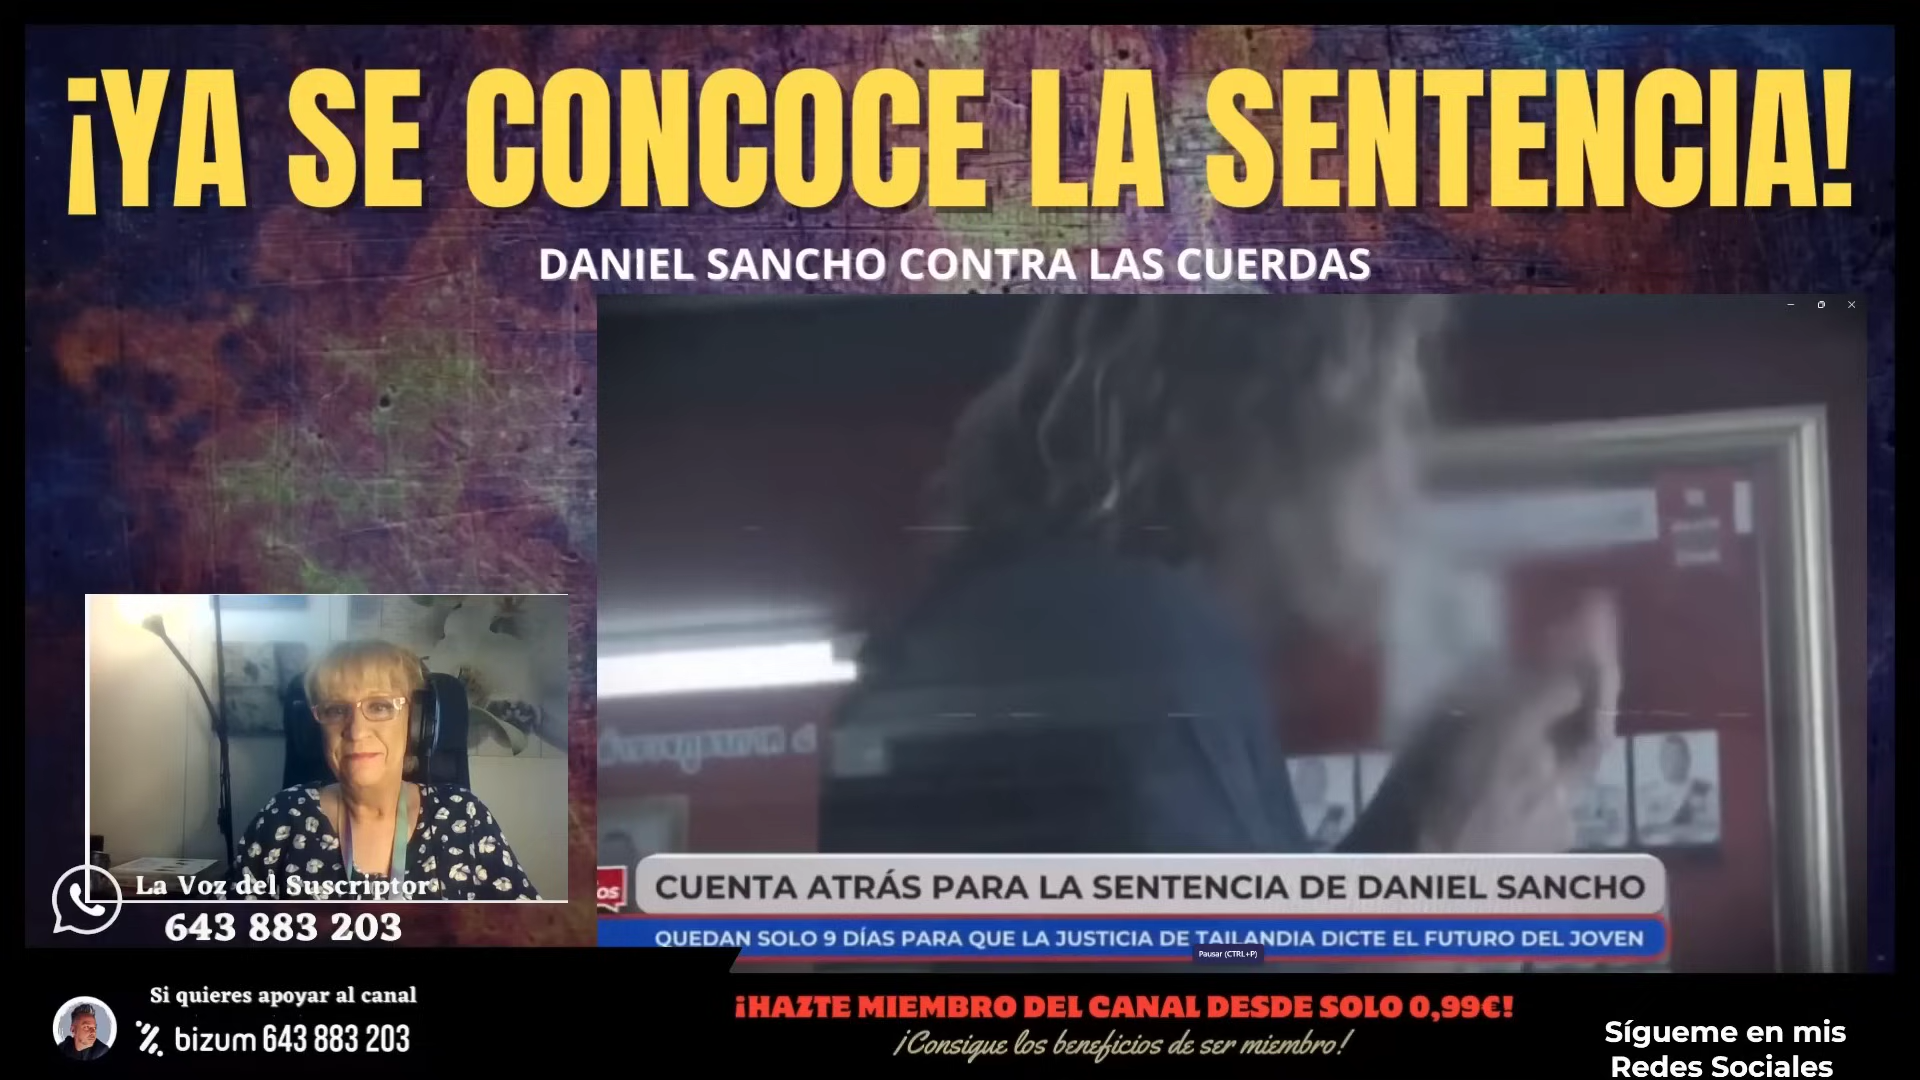 ¡YA SE CONCOCE LA SENTENCIA!
DANIEL SANCHO CONTRA LAS CUERDAS
CUENTA ATRÁS PARA LA SENTENCIA DE DANIEL SANCHO
QUEDAN SOLO 9 DÍAS PARA QUE LA JUSTICIA DE TAILANDIA DICTE EL FUTURO DEL JOVEN
Pausar (CTRL+P)
La Voz del Suscriptor
643 883 203
Si quieres apoyar al canal
bizum 643 883 203
¡HAZTE MIEMBRO DEL CANAL DESDE SOLO 0,99€!
¡Consigue los beneficios de ser miembro!
Sígueme en mis
Redes Sociales